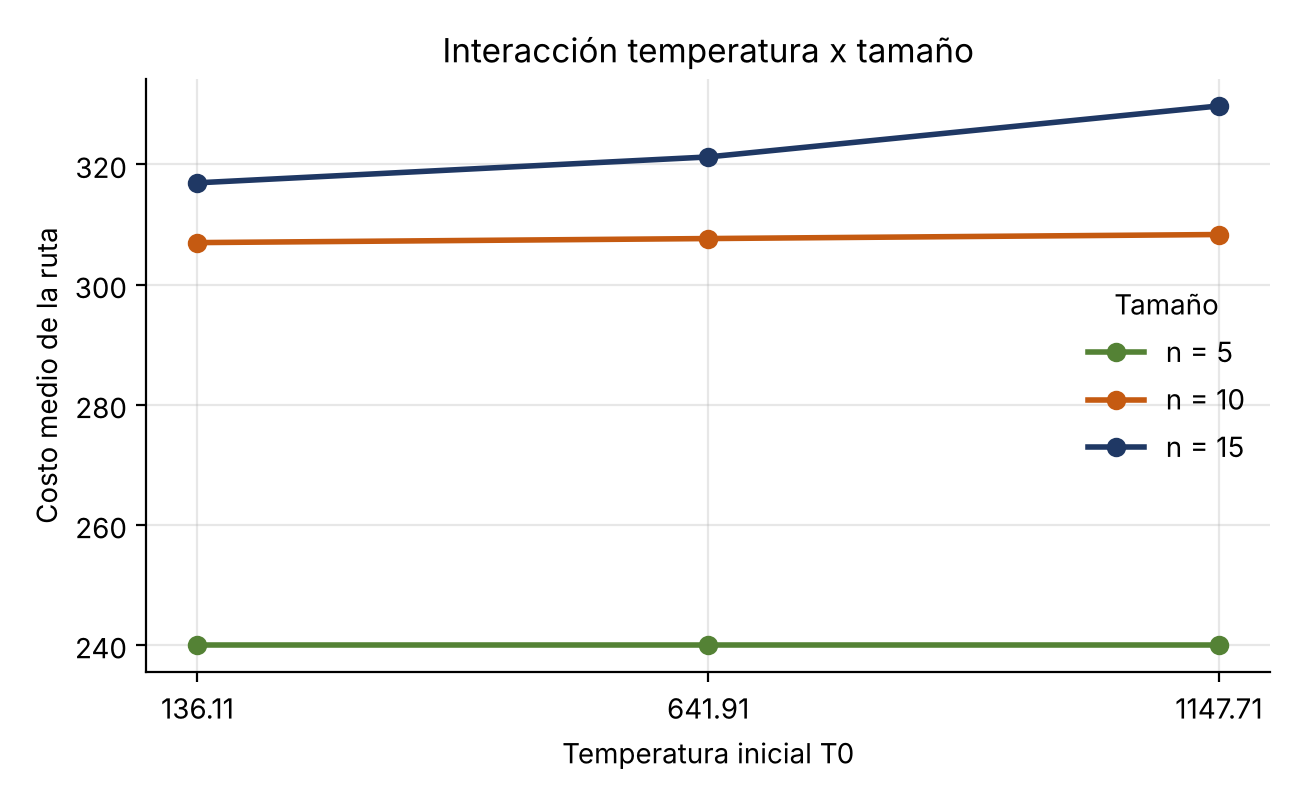 Interacción temperatura x tamaño
Costo medio de la ruta
320
300
280
260
240
Tamaño
n = 5
n = 10
n = 15
136.11
641.91
1147.71
Temperatura inicial T0